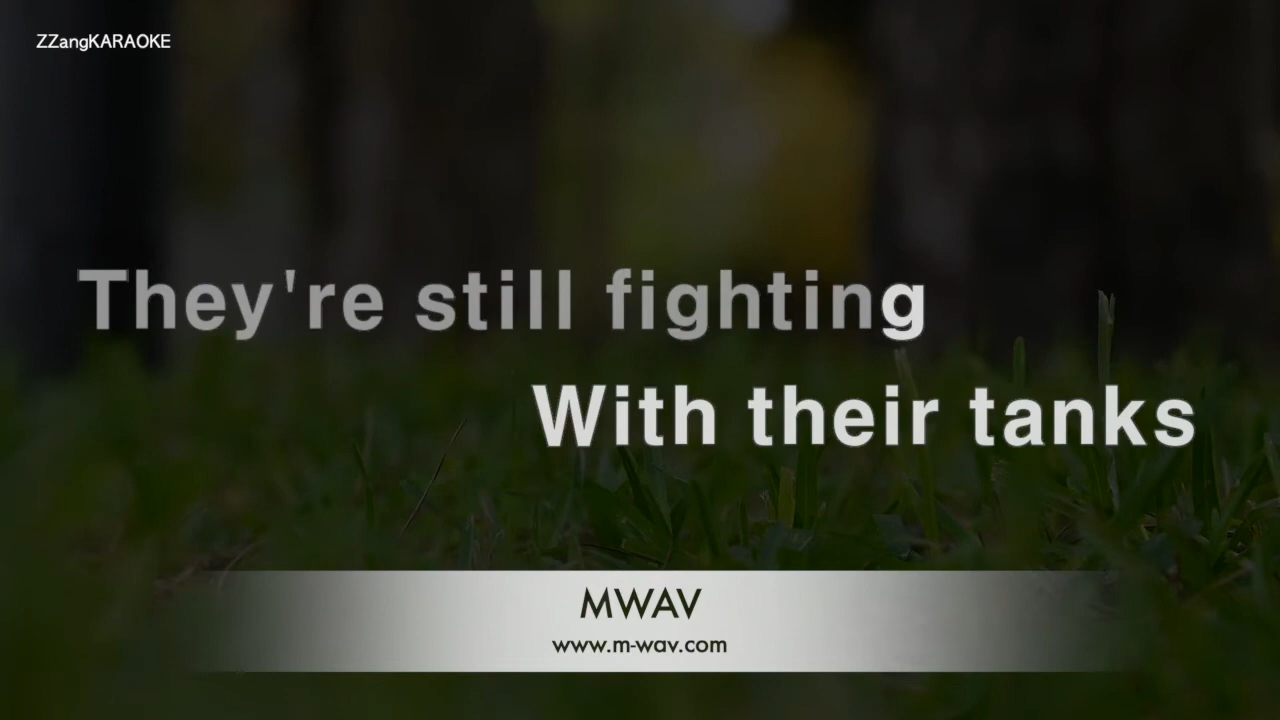 ZZangKARAOKE
They're still fighting
With their tanks
MWAV
www.m-wav.com